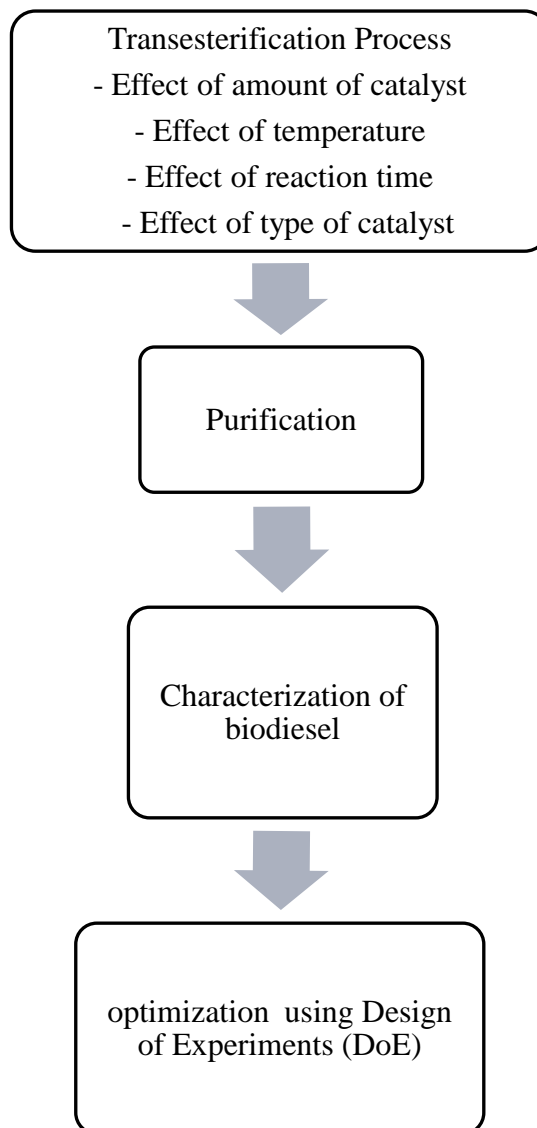 Transesterification Process
- Effect of amount of catalyst
- Effect of temperature
- Effect of reaction time
- Effect of type of catalyst
Purification
Characterization of
biodiesel
optimization using Design
of Experiments (DoE)